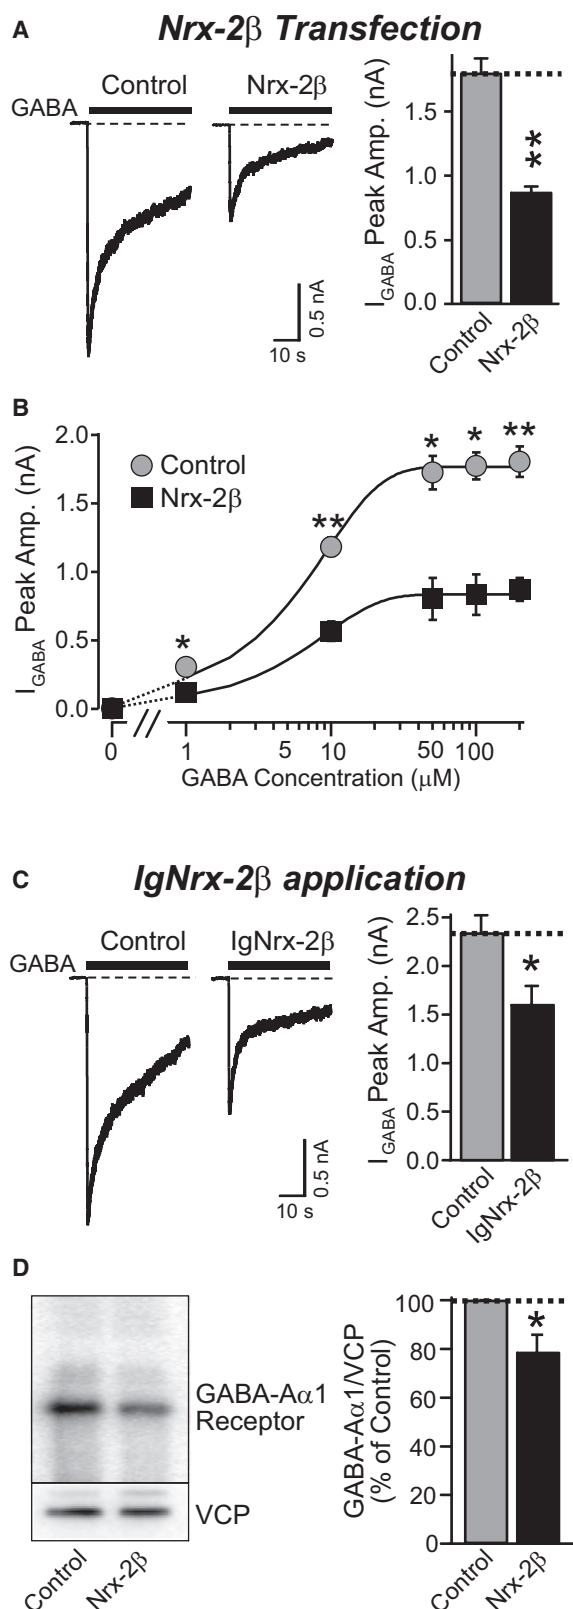 A
Nrx-2β Transfection
Control
Nrx-2β
GABA
0.5 nA
10 s
I_GABA Peak Amp. (nA)
1.5
1.0
0.5
0.0
**
Control
Nrx-2β
B
I_GABA Peak Amp. (nA)
2.0
1.5
1.0
0.5
0.0
Control
Nrx-2β
* ** * * **
0 1 5 10 50 100
GABA Concentration (μM)
C
IgNrx-2β application
Control
IgNrx-2β
GABA
0.5 nA
10 s
I_GABA Peak Amp. (nA)
2.5
2.0
1.5
1.0
0.5
0.0
*
Control
IgNrx-2β
D
GABA-Aα1
Receptor
VCP
Control
Nrx-2β
GABA-Aα1/VCP
(% of Control)
100
80
60
40
20
0
*
Control
Nrx-2β